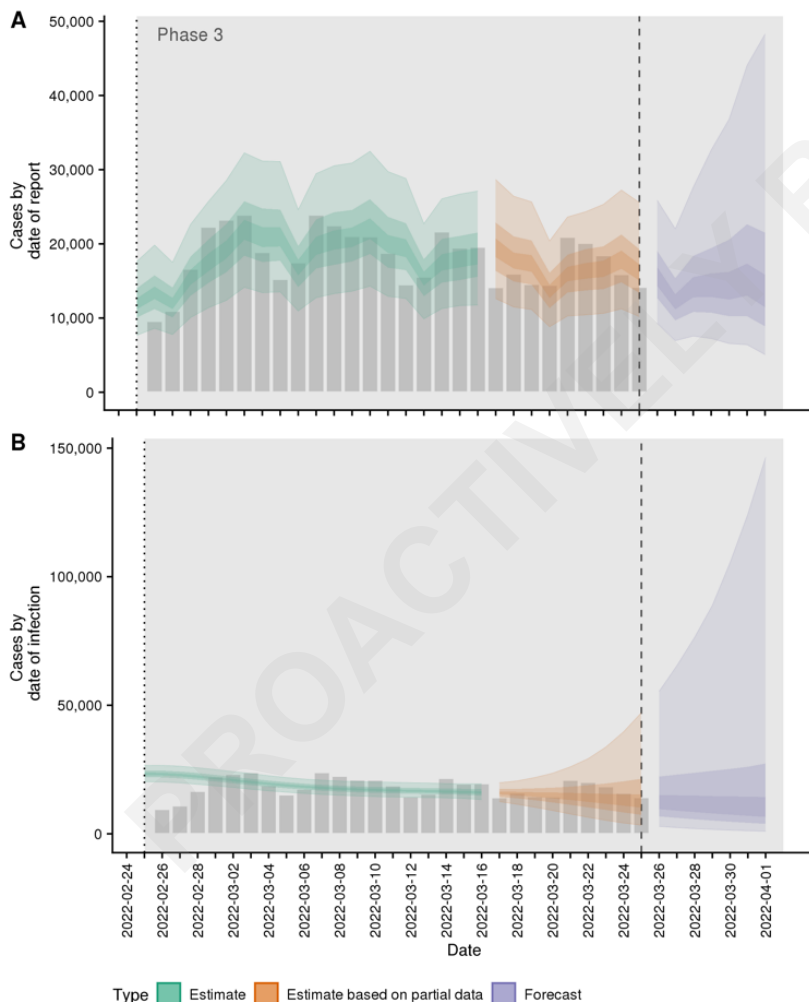 A
Phase 3
50,000
40,000
30,000
20,000
10,000
0
Cases by
date of report
B
150,000
100,000
50,000
0
Cases by
date of infection
2022-02-24
2022-02-26
2022-02-28
2022-03-02
2022-03-04
2022-03-06
2022-03-08
2022-03-10
2022-03-12
2022-03-14
2022-03-16
2022-03-18
2022-03-20
2022-03-22
2022-03-24
2022-03-26
2022-03-28
2022-03-30
2022-04-01
Date
Type Estimate Estimate based on partial data Forecast
PROACTIVELY